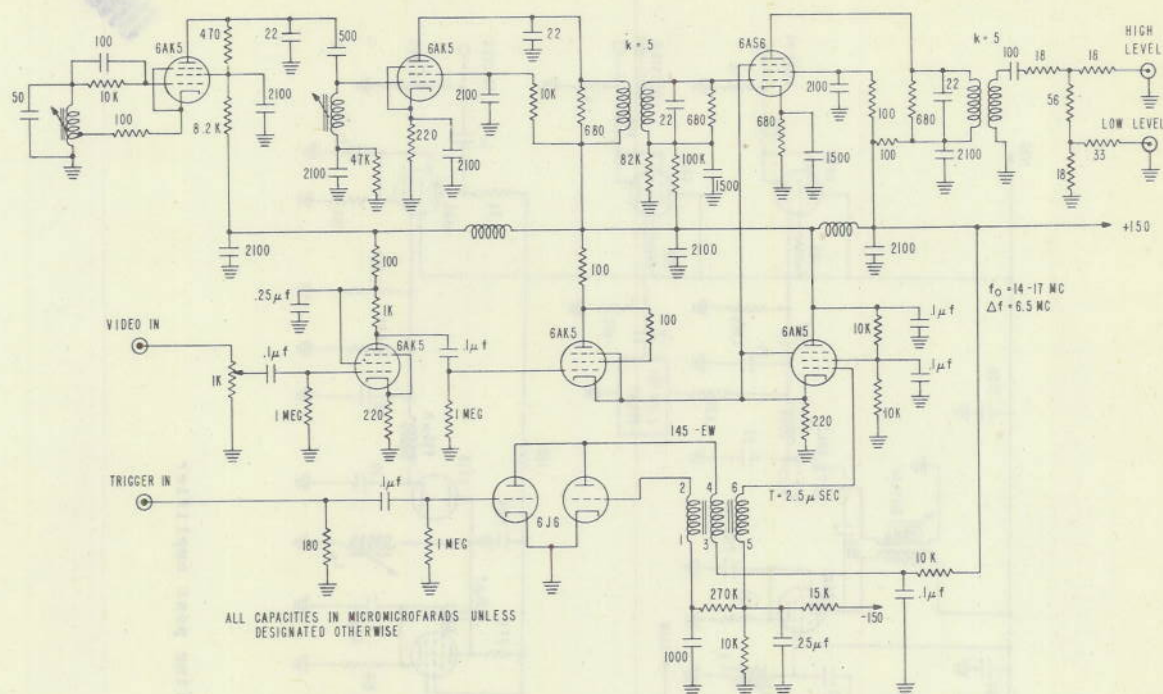 6AK5
470
22
500
6AK5
22
k = .5
6AS6
k = .5
100
18
16
HIGH
LEVEL
100
10K
50
100
2100
8.2K
2100
10K
680
22
680
2100
100
680
22
56
LOW LEVEL
220
2100
47K
2100
82K
100K
1500
680
1500
100
2100
18
33
2100
2100
2100
+150
100
100
f₀ = 14-17 MC
Δf = 6.5 MC
.25μf
1K
VIDEO IN
.1μf
6AK5
.1μf
6AK5
100
6AN5
10K
.1μf
.1μf
1K
1 MEG
220
1 MEG
220
10K
145-EW
TRIGGER IN
.1μf
2
4
6
T = 2.5μ SEC
6J6
180
1 MEG
1
3
5
10K
270K
15K
.1μf
-150
ALL CAPACITIES IN MICROMICROFARADS UNLESS
DESIGNATED OTHERWISE
1000
10K
.25μf